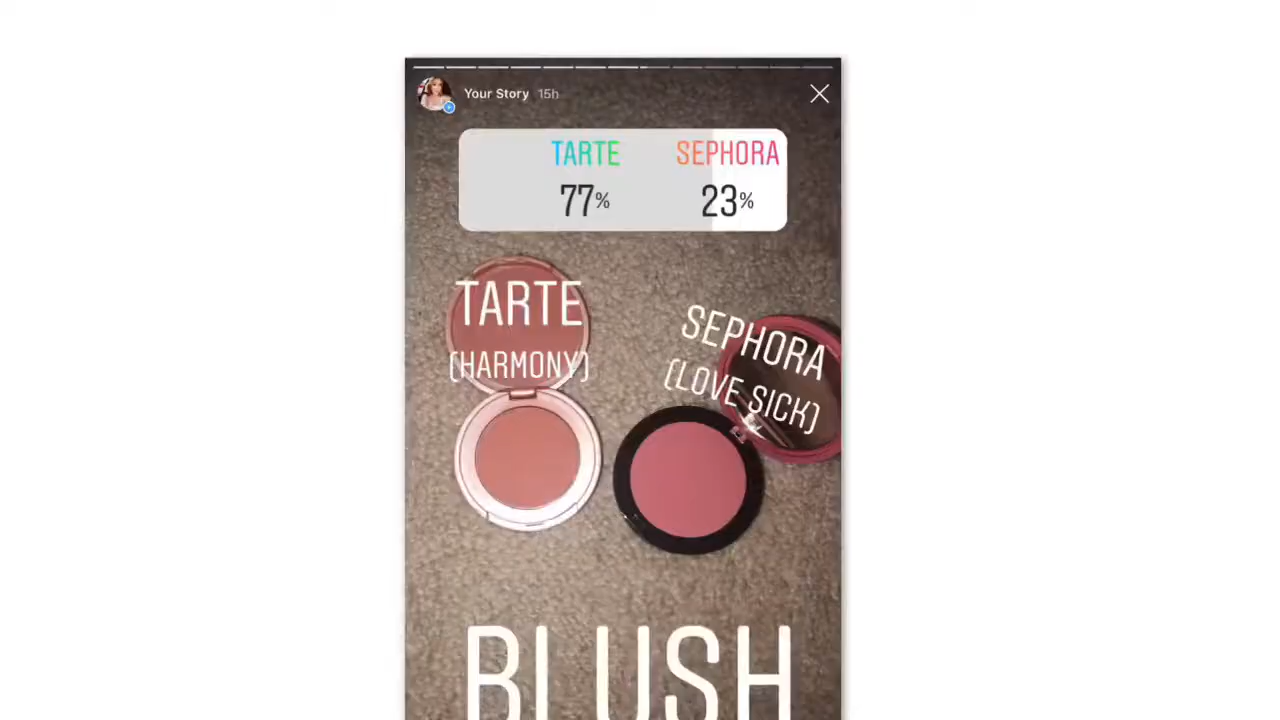 Your Story 15h
TARTE SEPHORA
77% 23%
TARTE
(HARMONY)
SEPHORA
(LOVE SICK)
BLUSH